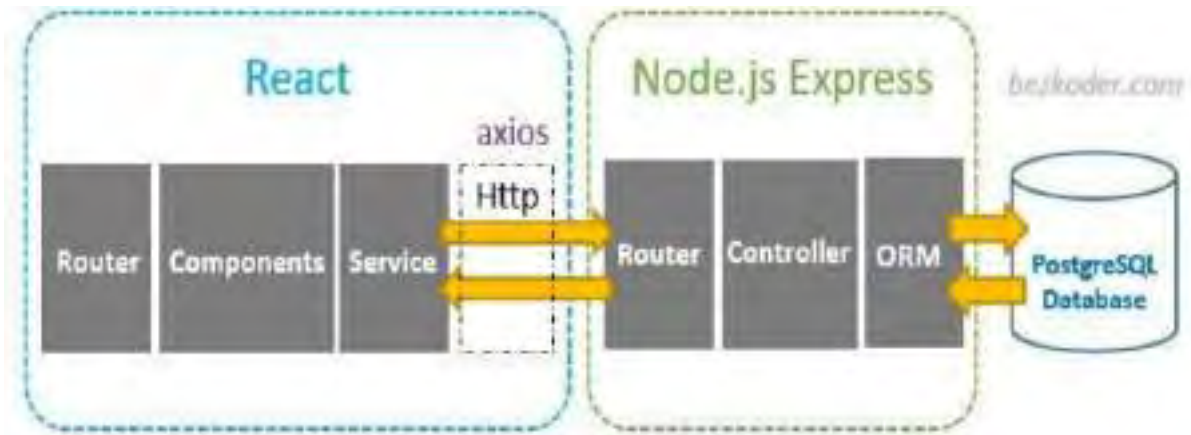 React
Node.js Express
bezkoder.com
axios
Http
Router
Components
Service
Router
Controller
ORM
PostgreSQL
Database